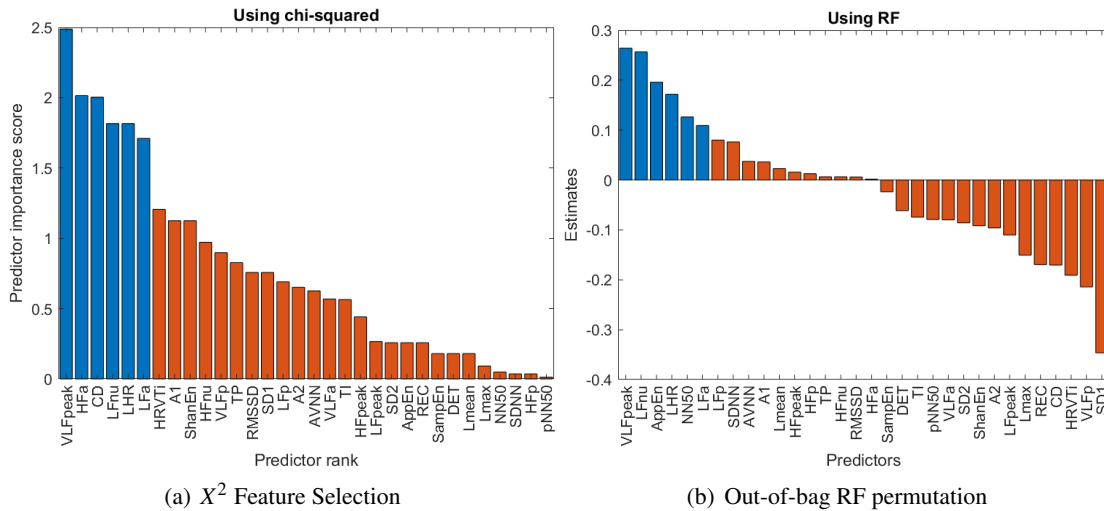 Using chi-squared
Predictor importance score
2.5
2
1.5
1
0.5
0
VLFpeak
HFa
CD
LFnu
LHR
LFa
HRVTi
A1
ShanEn
HFnu
VLFp
TP
RMSSD
SD1
LFp
A2
AVNN
VLFa
TI
HFpeak
LFpeak
SD2
AppEn
REC
SampEn
DET
Lmean
Lmax
NN50
SDNN
HFp
pNN50
Predictor rank
(a) X² Feature Selection
Using RF
Estimates
0.3
0.2
0.1
0
-0.1
-0.2
-0.3
-0.4
VLFpeak
LFnu
AppEn
LHR
NN50
LFa
LFp
SDNN
AVNN
A1
Lmean
HFpeak
HFp
TP
HFnu
RMSSD
HFa
SampEn
DET
TI
pNN50
VLFa
SD2
ShanEn
A2
LFpeak
Lmax
REC
CD
HRVTi
VLFp
SD1
Predictors
(b) Out-of-bag RF permutation